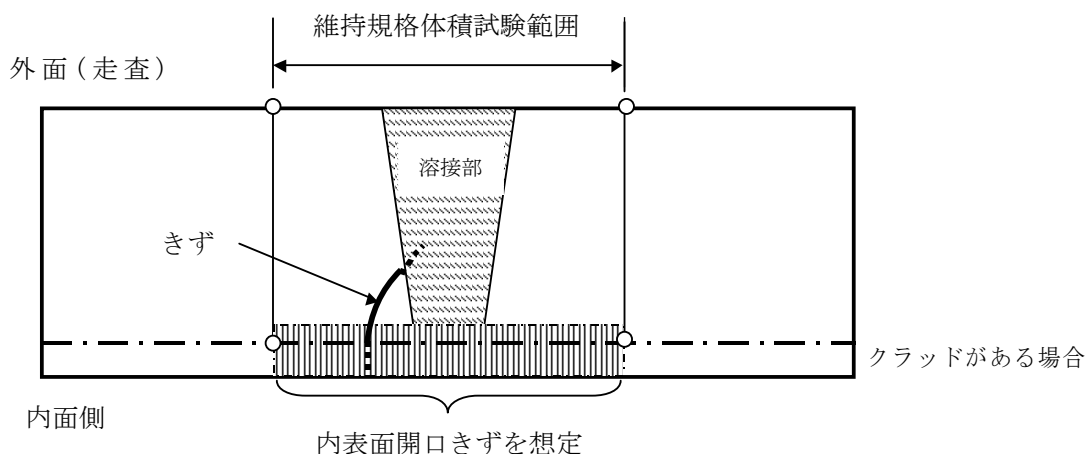 維持規格体積試験範囲
外面(走査)
溶接部
きず
クラッドがある場合
内面側
内表面開口きずを想定